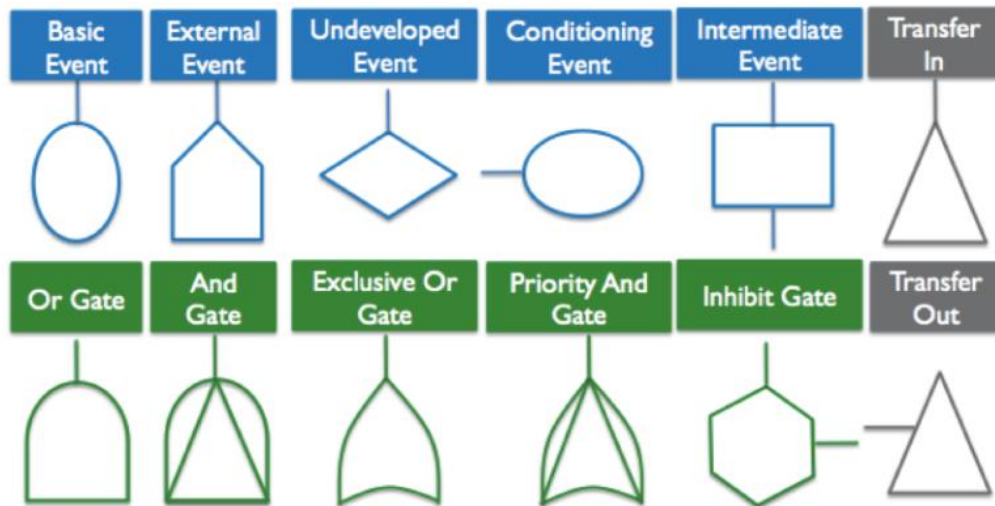 Basic
Event
External
Event
Undeveloped
Event
Conditioning
Event
Intermediate
Event
Transfer
In
Or Gate
And
Gate
Exclusive Or
Gate
Priority And
Gate
Inhibit Gate
Transfer
Out